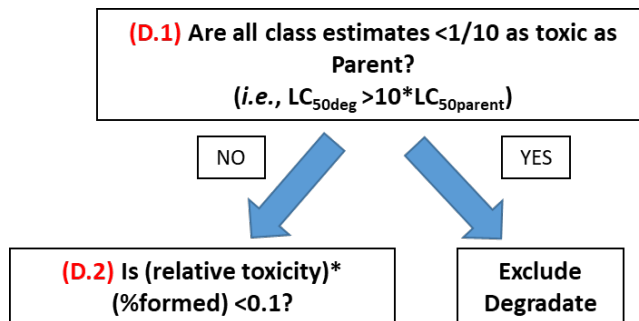 (D.1) Are all class estimates <1/10 as toxic as
Parent?
(i.e., LC50deg >10*LC50parent)
NO
YES
(D.2) Is (relative toxicity)*
(%formed) <0.1?
Exclude
Degradate